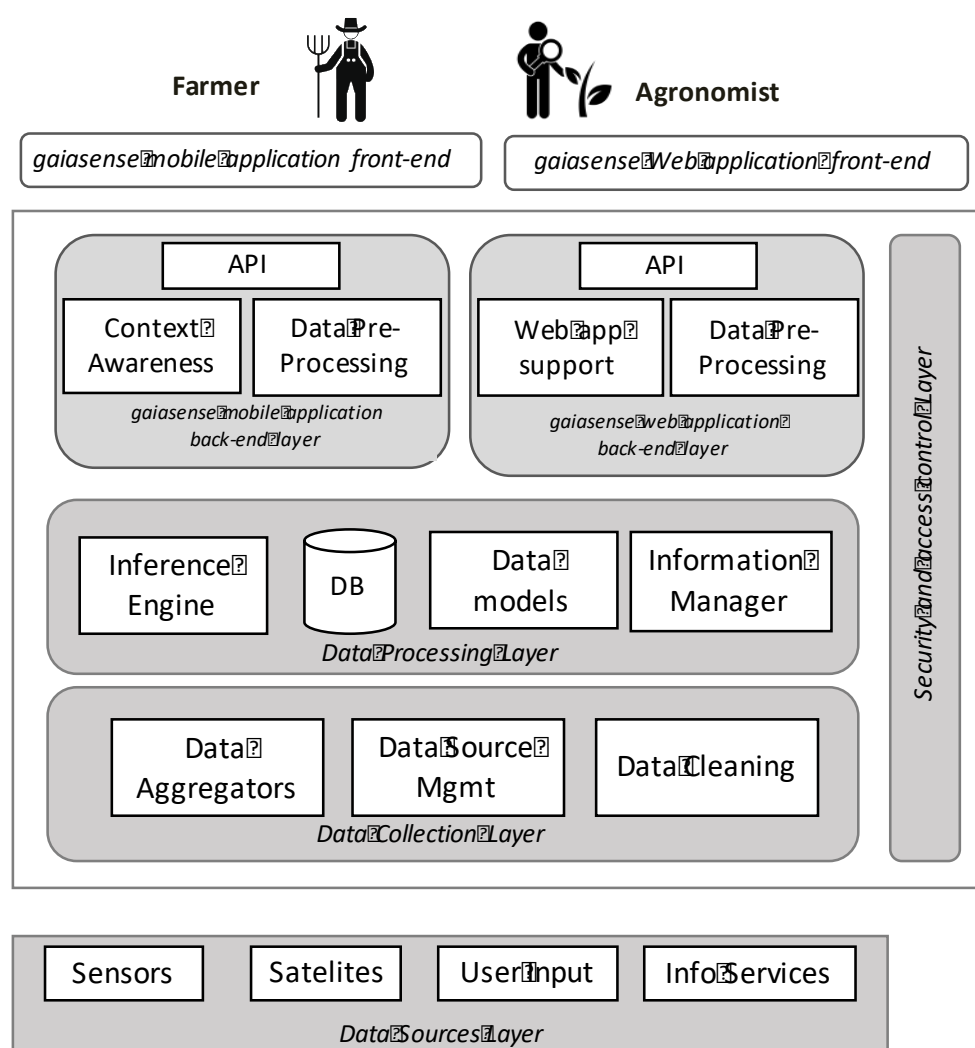 Farmer
Agronomist
gaiasense mobile application front-end
gaiasense Web application front-end
API
Context
Awareness
Data Pre-
Processing
gaiasense mobile application
back-end layer
API
Web app
support
Data Pre-
Processing
gaiasense web application
back-end layer
Security and access control Layer
Inference
Engine
DB
Data
models
Information
Manager
Data Processing Layer
Data
Aggregators
Data Source
Mgmt
Data Cleaning
Data Collection Layer
Sensors
Satelites
User Input
Info Services
Data Sources Layer